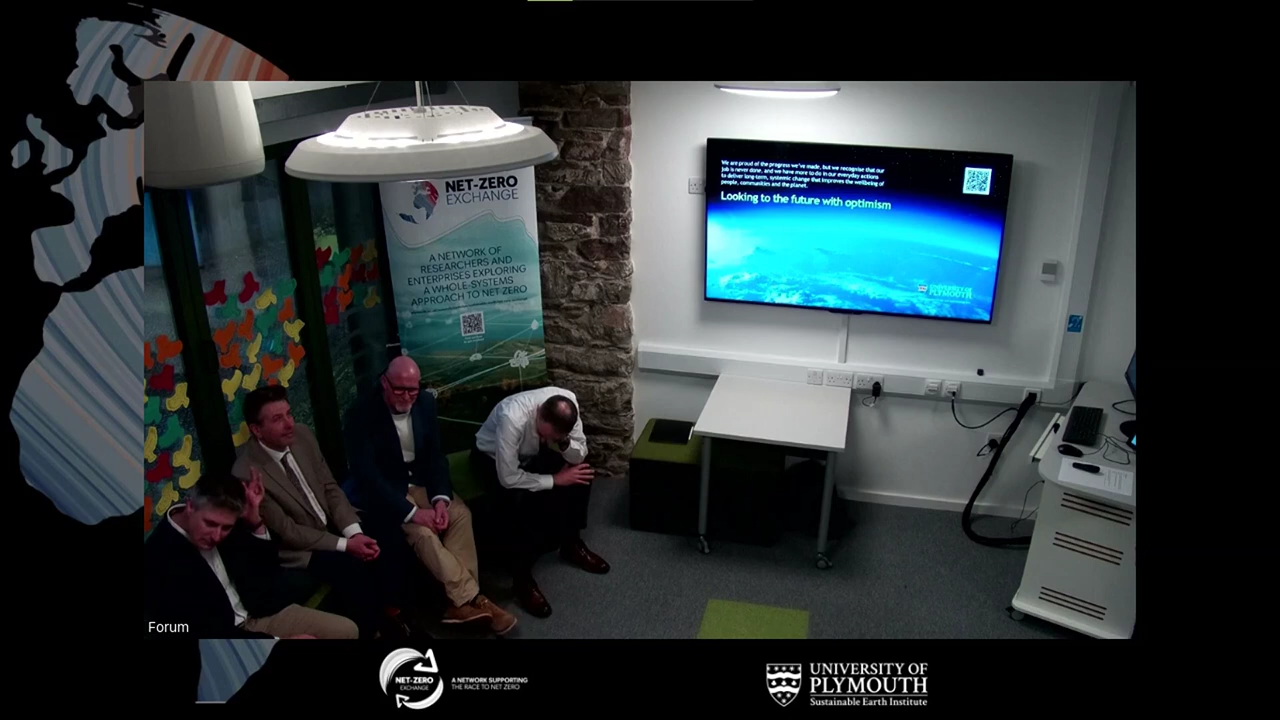 We are proud of the progress we've made, but we recognise that our
job is never done, and we have more to do in our everyday actions
to deliver long-term, systemic change that improves the wellbeing of
people, communities and the planet.
Looking to the future with optimism
UNIVERSITY OF
PLYMOUTH
NET-ZERO
EXCHANGE
A NETWORK OF
RESEARCHERS AND
ENTERPRISES EXPLORING
A WHOLE-SYSTEMS
APPROACH TO NET ZERO
Forum
NET-ZERO
EXCHANGE
A NETWORK SUPPORTING
THE RACE TO NET ZERO
UNIVERSITY OF
PLYMOUTH
Sustainable Earth Institute